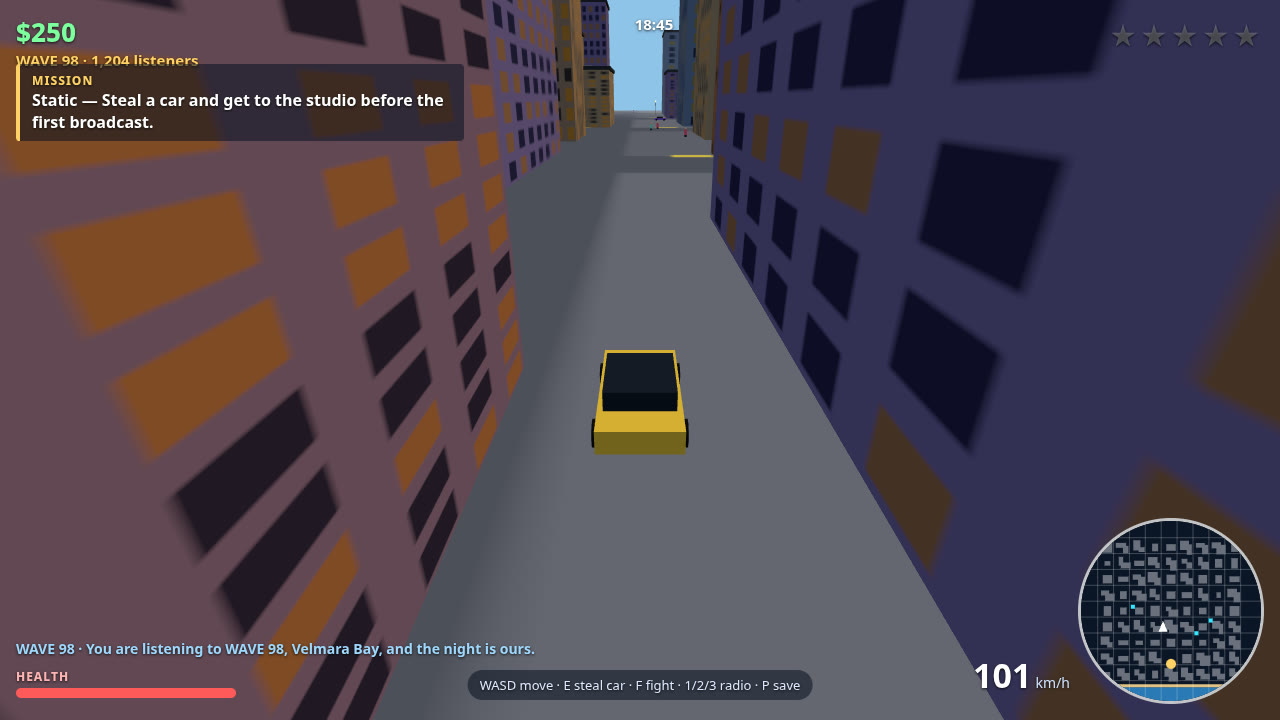 $250
18:45
WAVE 98 · 1,204 listeners
MISSION
Static — Steal a car and get to the studio before the
first broadcast.
WAVE 98 · You are listening to WAVE 98, Velmara Bay, and the night is ours.
HEALTH
WASD move · E steal car · F fight · 1/2/3 radio · P save
101 km/h